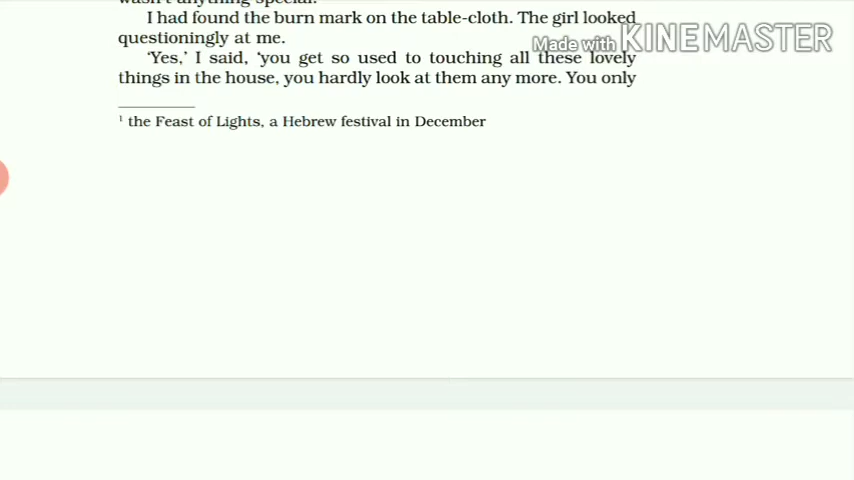 I had found the burn mark on the table-cloth. The girl looked
questioningly at me.
‘Yes,’ I said, ‘you get so used to touching all these lovely
things in the house, you hardly look at them any more. You only
¹ the Feast of Lights, a Hebrew festival in December
Made with KINEMASTER